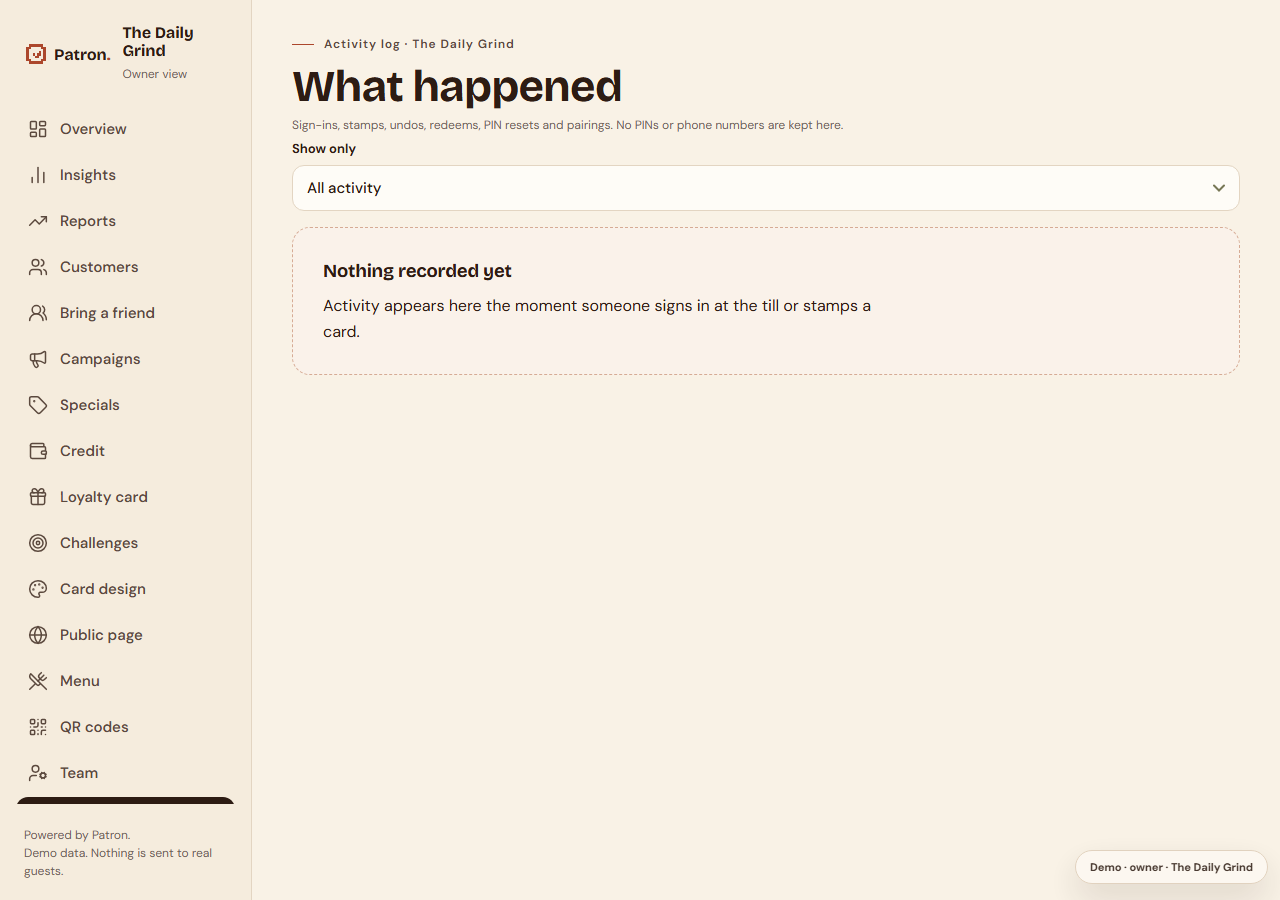 Patron.
The Daily
Grind
Owner view
Overview
Insights
Reports
Customers
Bring a friend
Campaigns
Specials
Credit
Loyalty card
Challenges
Card design
Public page
Menu
QR codes
Team
Powered by Patron.
Demo data. Nothing is sent to real
guests.
Activity log · The Daily Grind
What happened
Sign-ins, stamps, undos, redeems, PIN resets and pairings. No PINs or phone numbers are kept here.
Show only
All activity
Nothing recorded yet
Activity appears here the moment someone signs in at the till or stamps a
card.
Demo · owner · The Daily Grind